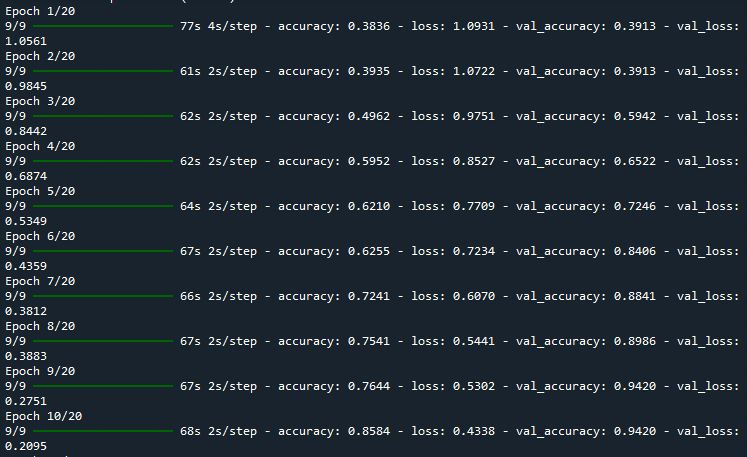 Epoch 1/20
9/9 ━━━━━━━━━━━━━━━━━━━━ 77s 4s/step - accuracy: 0.3836 - loss: 1.0931 - val_accuracy: 0.3913 - val_loss:
1.0561
Epoch 2/20
9/9 ━━━━━━━━━━━━━━━━━━━━ 61s 2s/step - accuracy: 0.3935 - loss: 1.0722 - val_accuracy: 0.3913 - val_loss:
0.9845
Epoch 3/20
9/9 ━━━━━━━━━━━━━━━━━━━━ 62s 2s/step - accuracy: 0.4962 - loss: 0.9751 - val_accuracy: 0.5942 - val_loss:
0.8442
Epoch 4/20
9/9 ━━━━━━━━━━━━━━━━━━━━ 62s 2s/step - accuracy: 0.5952 - loss: 0.8527 - val_accuracy: 0.6522 - val_loss:
0.6874
Epoch 5/20
9/9 ━━━━━━━━━━━━━━━━━━━━ 64s 2s/step - accuracy: 0.6210 - loss: 0.7709 - val_accuracy: 0.7246 - val_loss:
0.5349
Epoch 6/20
9/9 ━━━━━━━━━━━━━━━━━━━━ 67s 2s/step - accuracy: 0.6255 - loss: 0.7234 - val_accuracy: 0.8406 - val_loss:
0.4359
Epoch 7/20
9/9 ━━━━━━━━━━━━━━━━━━━━ 66s 2s/step - accuracy: 0.7241 - loss: 0.6070 - val_accuracy: 0.8841 - val_loss:
0.3812
Epoch 8/20
9/9 ━━━━━━━━━━━━━━━━━━━━ 67s 2s/step - accuracy: 0.7541 - loss: 0.5441 - val_accuracy: 0.8986 - val_loss:
0.3883
Epoch 9/20
9/9 ━━━━━━━━━━━━━━━━━━━━ 67s 2s/step - accuracy: 0.7644 - loss: 0.5302 - val_accuracy: 0.9420 - val_loss:
0.2751
Epoch 10/20
9/9 ━━━━━━━━━━━━━━━━━━━━ 68s 2s/step - accuracy: 0.8584 - loss: 0.4338 - val_accuracy: 0.9420 - val_loss:
0.2095